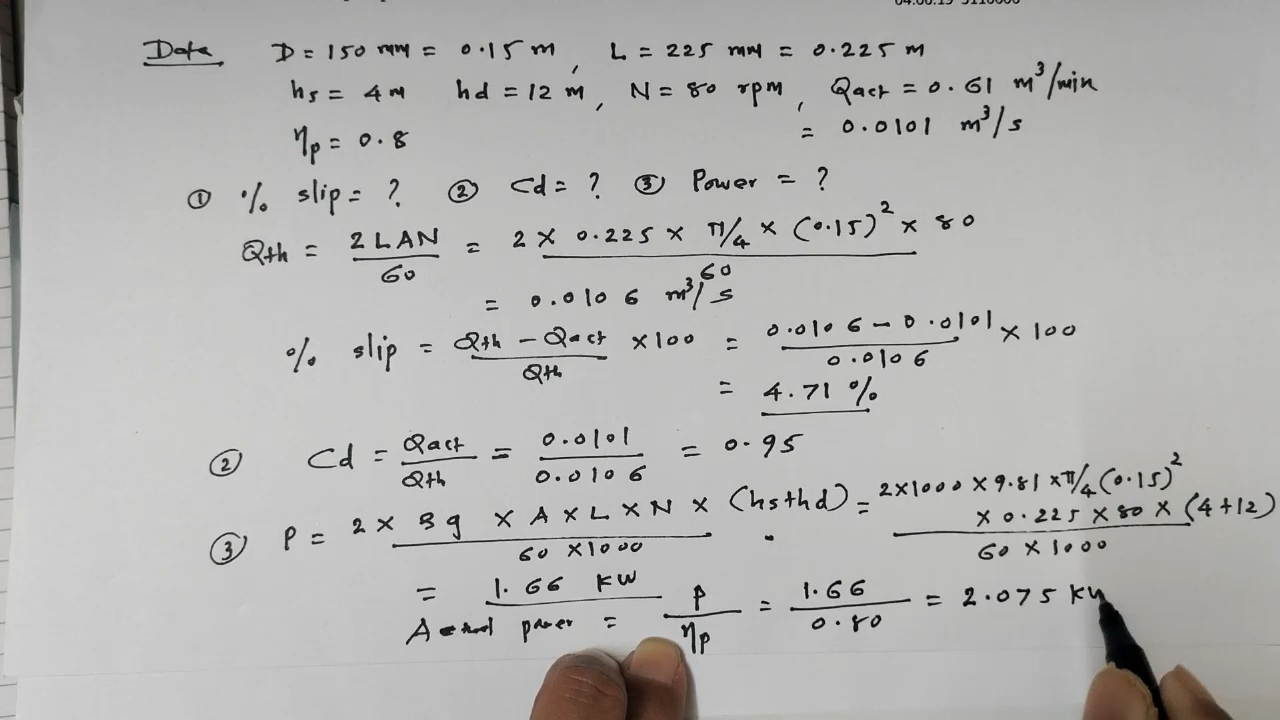 Data D = 150 mm = 0.15 m, L = 225 mm = 0.225 m
hs = 4 m hd = 12 m, N = 80 rpm, Qact = 0.61 m³/min
ηp = 0.8 = 0.0101 m³/s
① % slip = ? ② Cd = ? ③ Power = ?
Qth = 2 LAN / 60 = 2 × 0.225 × π/4 × (0.15)² × 80 / 60
= 0.0106 m³/s
% slip = Qth - Qact / Qth × 100 = 0.0106 - 0.0101 / 0.0106 × 100
= 4.71 %
② Cd = Qact / Qth = 0.0101 / 0.0106 = 0.95
③ P = 2 × ρg × A × L × N × (hs+hd) / 60 × 1000 = 2×1000 × 9.81 × π/4 (0.15)² × 0.225 × 80 × (4+12) / 60 × 1000
= 1.66 KW
Actual power = P / ηp = 1.66 / 0.80 = 2.075 KW